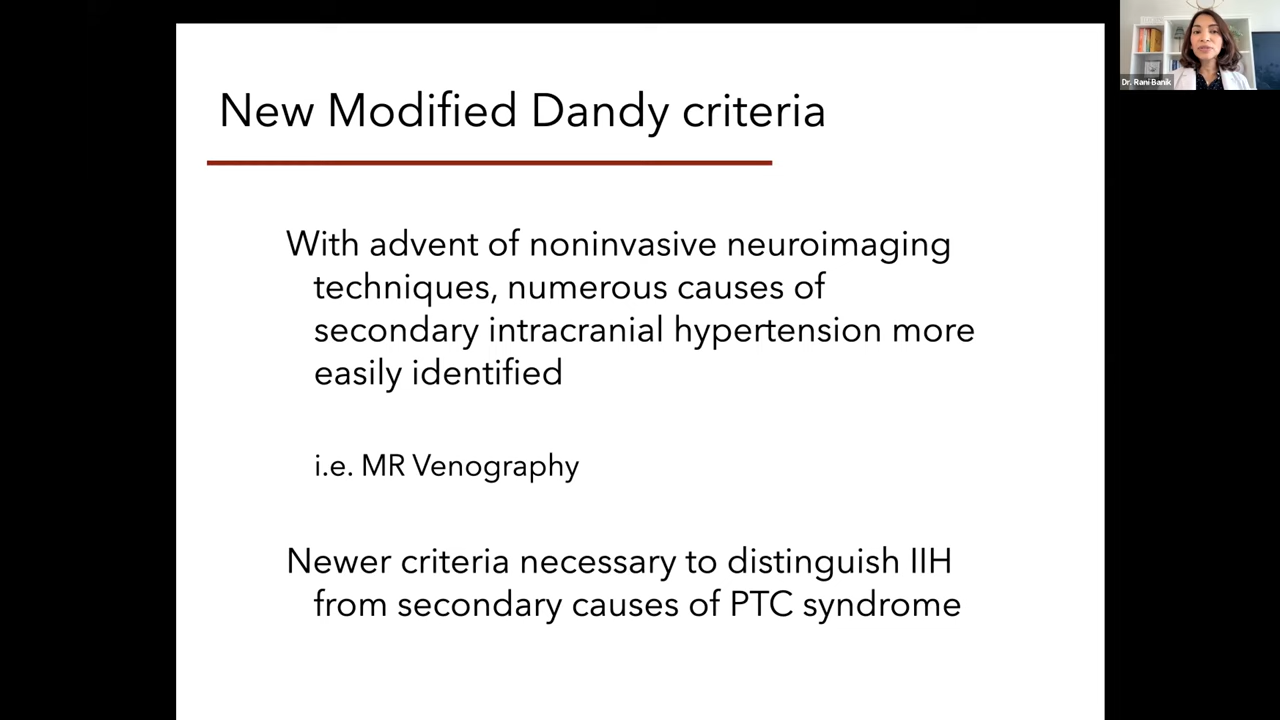 New Modified Dandy criteria
With advent of noninvasive neuroimaging
techniques, numerous causes of
secondary intracranial hypertension more
easily identified
i.e. MR Venography
Newer criteria necessary to distinguish IIH
from secondary causes of PTC syndrome
Dr. Rani Banik